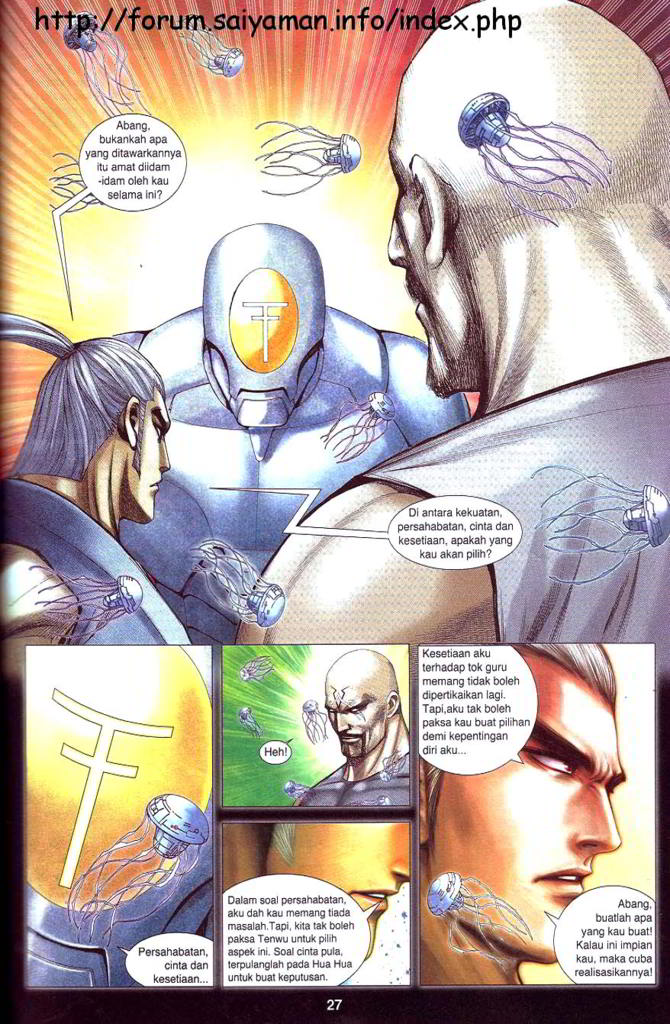 http://forum.saiyaman.info/index.php
Abang,
bukankah apa
yang ditawarkannya
itu amat diidam
-idam oleh kau
selama ini?
Di antara kekuatan,
persahabatan, cinta dan
kesetiaan, apakah yang
kau akan pilih?
Persahabatan,
cinta dan
kesetiaan...
Heh!
Dalam soal persahabatan,
aku dah kau memang tiada
masalah.Tapi, kita tak boleh
paksa Tenwu untuk pilih
aspek ini. Soal cinta pula,
terpulanglah pada Hua Hua
untuk buat keputusan.
Kesetiaan aku
terhadap tok guru
memang tidak boleh
dipertikaikan lagi.
Tapi,aku tak boleh
paksa kau buat pilihan
demi kepentingan
diri aku...
Abang,
buatlah apa
yang kau buat!
Kalau ini impian
kau, maka cuba
realisasikannya!
27